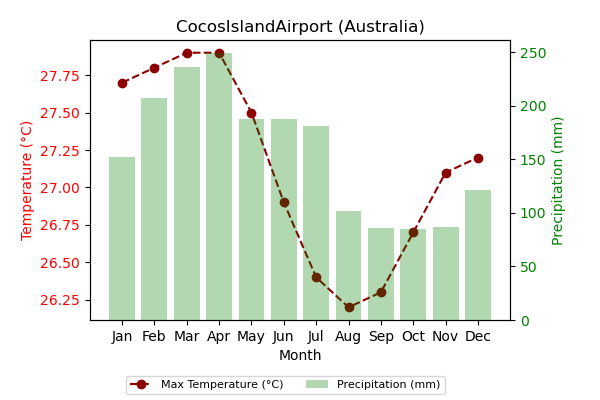 CocosIslandAirport (Australia)
27.75
27.50
27.25
27.00
26.75
26.50
26.25
Temperature (°C)
250
200
150
100
50
0
Precipitation (mm)
Jan Feb Mar Apr May Jun Jul Aug Sep Oct Nov Dec
Month
Max Temperature (°C) Precipitation (mm)